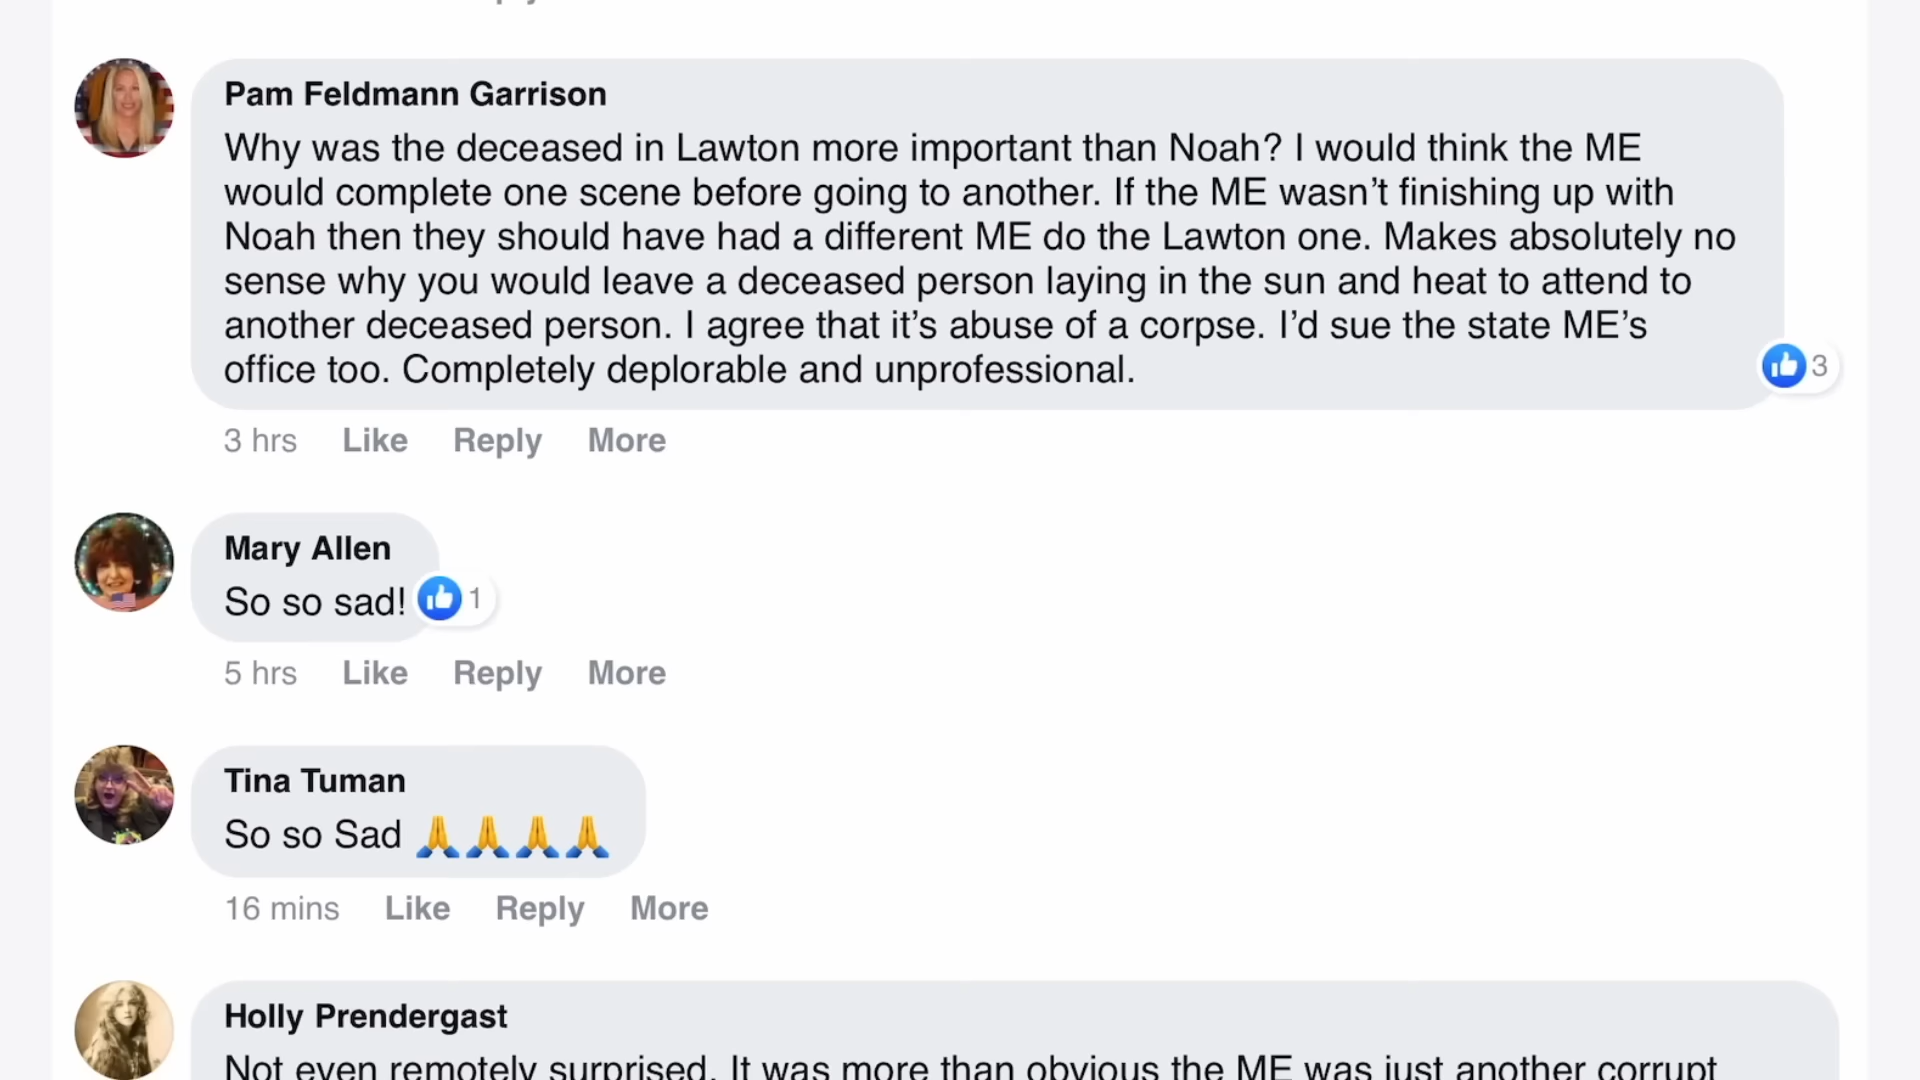 Pam Feldmann Garrison
Why was the deceased in Lawton more important than Noah? I would think the ME
would complete one scene before going to another. If the ME wasn’t finishing up with
Noah then they should have had a different ME do the Lawton one. Makes absolutely no
sense why you would leave a deceased person laying in the sun and heat to attend to
another deceased person. I agree that it’s abuse of a corpse. I’d sue the state ME’s
office too. Completely deplorable and unprofessional.
3
3 hrs Like Reply More
Mary Allen
So so sad! 1
5 hrs Like Reply More
Tina Tuman
So so Sad 🙏🙏🙏🙏
16 mins Like Reply More
Holly Prendergast
Not even remotely surprised. It was more than obvious the ME was just another corrupt